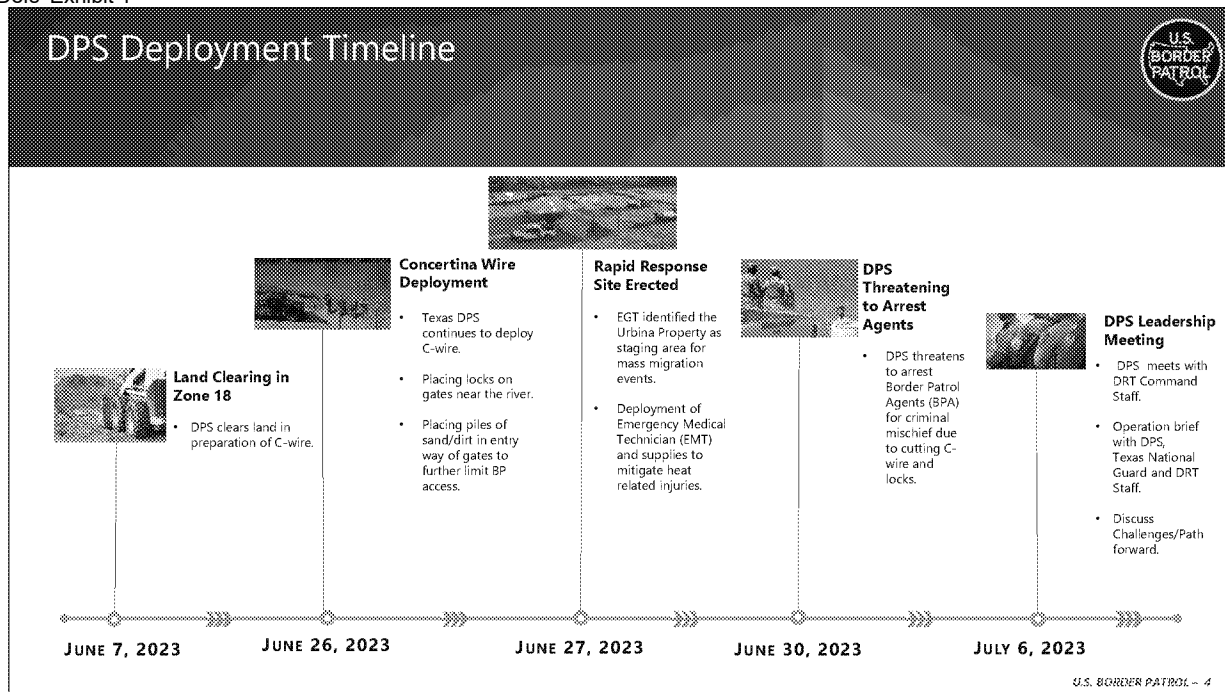 DPS Deployment Timeline
U.S.
BORDER
PATROL
Land Clearing in
Zone 18
• DPS clears land in
preparation of C-wire.
Concertina Wire
Deployment
• Texas DPS
continues to deploy
C-wire.
• Placing locks on
gates near the river.
• Placing piles of
sand/dirt in entry
way of gates to
further limit BP
access.
Rapid Response
Site Erected
• EGT identified the
Urbina Property as
staging area for
mass migration
events.
• Deployment of
Emergency Medical
Technician (EMT)
and supplies to
mitigate heat
related injuries.
DPS
Threatening
to Arrest
Agents
• DPS threatens
to arrest
Border Patrol
Agents (BPA)
for criminal
mischief due
to cutting C-
wire and
locks.
DPS Leadership
Meeting
• DPS meets with
DRT Command
Staff.
• Operation brief
with DPS,
Texas National
Guard and DRT
Staff.
• Discuss
Challenges/Path
forward.
JUNE 7, 2023
JUNE 26, 2023
JUNE 27, 2023
JUNE 30, 2023
JULY 6, 2023
U.S. BORDER PATROL – 4